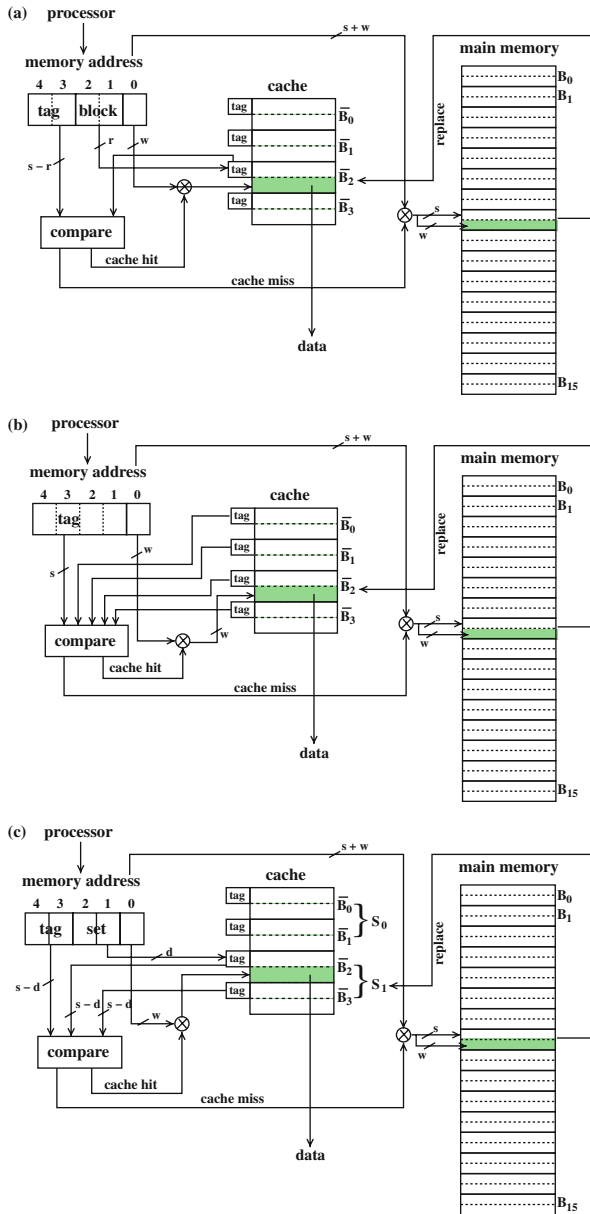 (a)
processor
memory address
s + w
main memory
4 3 2 1 0
tag block
cache
tag
B̅0
tag
B̅1
tag
B̅2
tag
B̅3
s – r
r
w
compare
cache hit
cache miss
data
replace
s
w
B0
B1
B15
(b)
processor
memory address
s + w
main memory
4 3 2 1 0
tag
cache
tag
B̅0
tag
B̅1
tag
B̅2
tag
B̅3
s
w
compare
w
cache hit
cache miss
data
replace
s
w
B0
B1
B15
(c)
processor
memory address
s + w
main memory
4 3 2 1 0
tag set
cache
tag
B̅0
tag
B̅1
S0
tag
B̅2
tag
B̅3
S1
d
s – d
s – d
s – d
w
compare
cache hit
cache miss
data
replace
s
w
B0
B1
B15